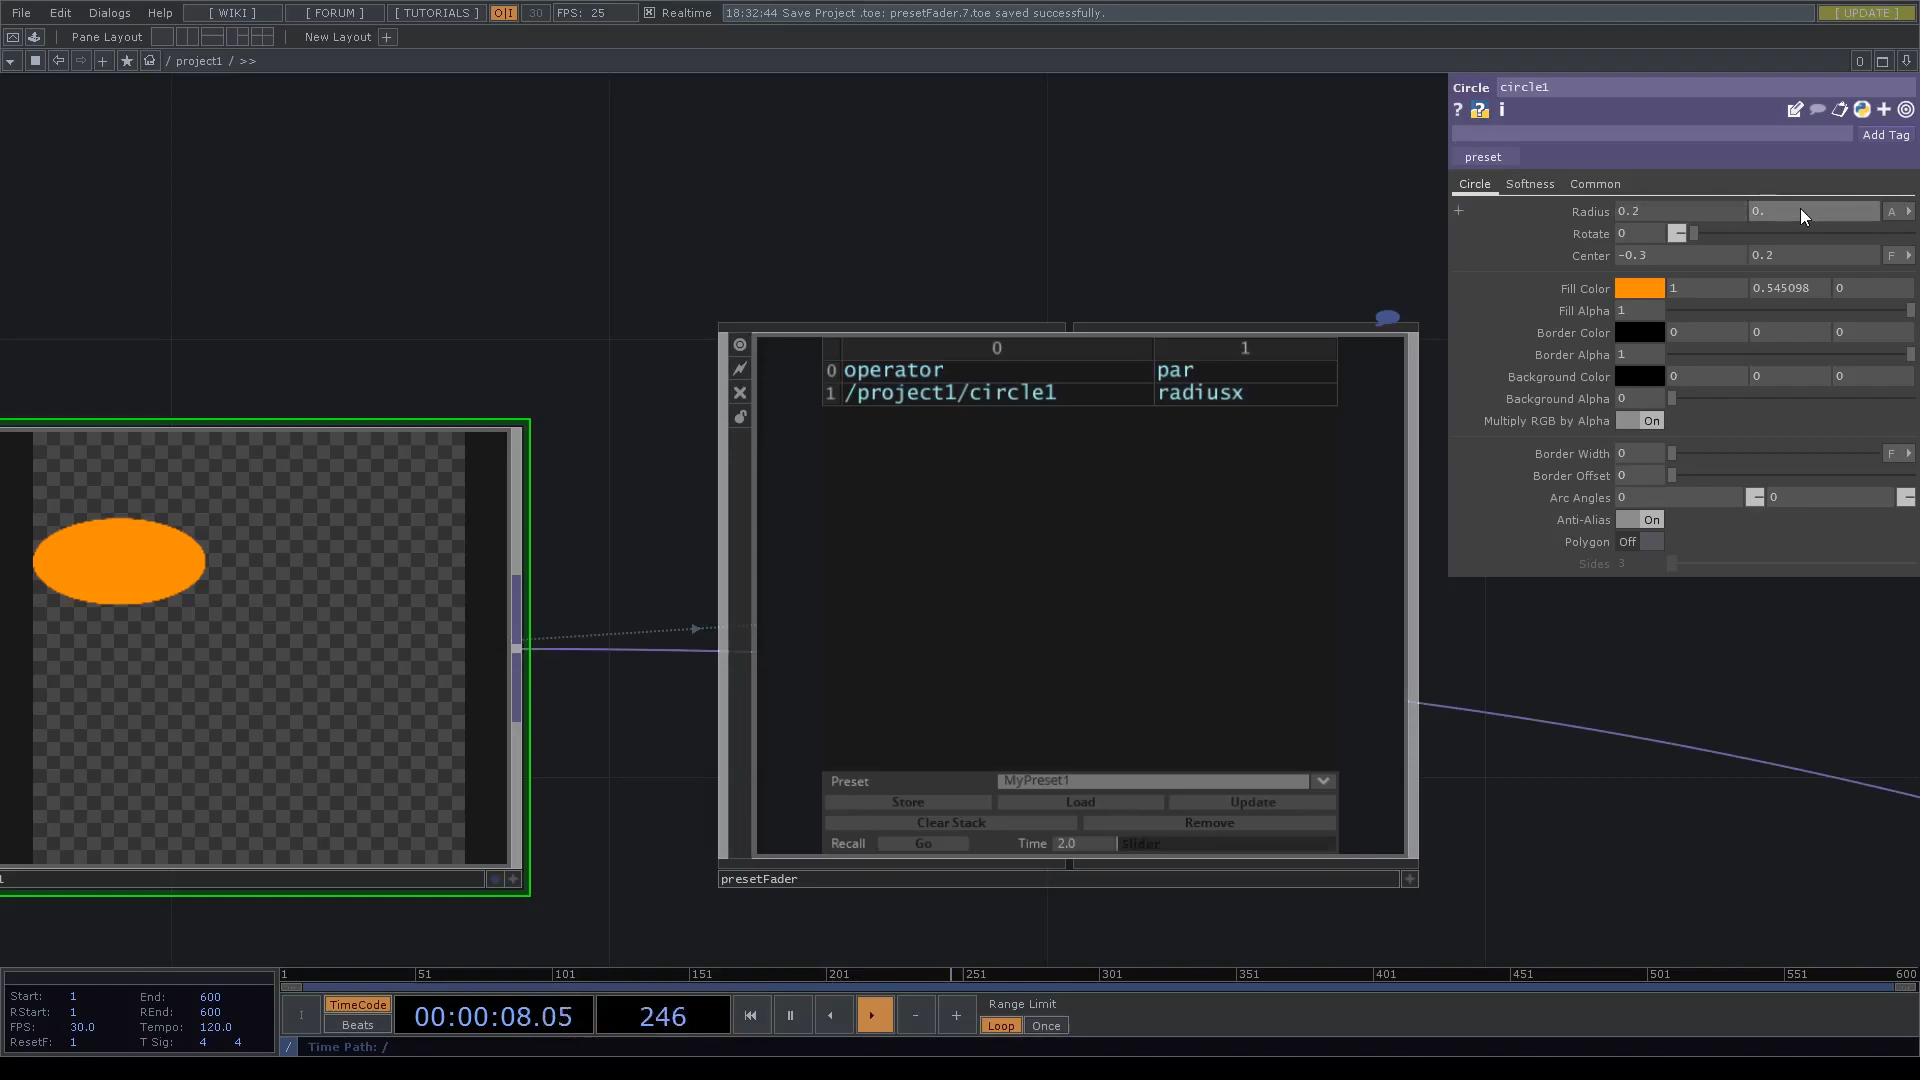 File Edit Dialogs Help [ WIKI ] [ FORUM ] [ TUTORIALS ] O|I 30 FPS: 25 Realtime 18:32:44 Save Project .toe: presetFader.7.toe saved successfully. [ UPDATE ]
Pane Layout New Layout +
/ project1 / >> 0
Circle circle1
? ? i
Add Tag
preset
Circle Softness Common
+ Radius 0.2 0. A
Rotate 0
Center -0.3 0.2 F
Fill Color 1 0.545098 0
Fill Alpha 1
Border Color 0 0 0
Border Alpha 1
Background Color 0 0 0
Background Alpha 0
Multiply RGB by Alpha On
Border Width 0 F
Border Offset 0
Arc Angles 0 0
Anti-Alias On
Polygon Off
Sides 3
0 1
0 operator par
1 /project1/circle1 radiusx
Preset MyPreset1
Store Load Update
Clear Stack Remove
Recall Go Time 2.0 Slider
presetFader
1 51 101 151 201 251 301 351 401 451 501 551 600
Start: 1 End: 600
RStart: 1 REnd: 600
FPS: 30.0 Tempo: 120.0
ResetF: 1 T Sig: 4 4
I TimeCode Beats 00:00:08.05 246 - +
Range Limit
Loop Once
/ Time Path: /